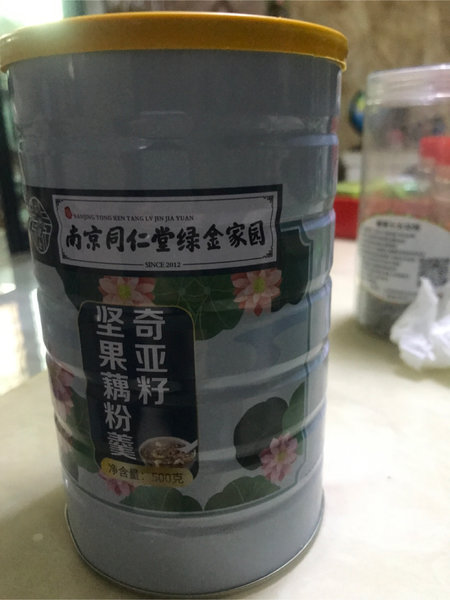 NANJING TONG REN TANG LV JIN JIA YUAN
南京同仁堂绿金家园
SINCE 2012
奇亚籽
坚果藕粉羹
净含量：500克